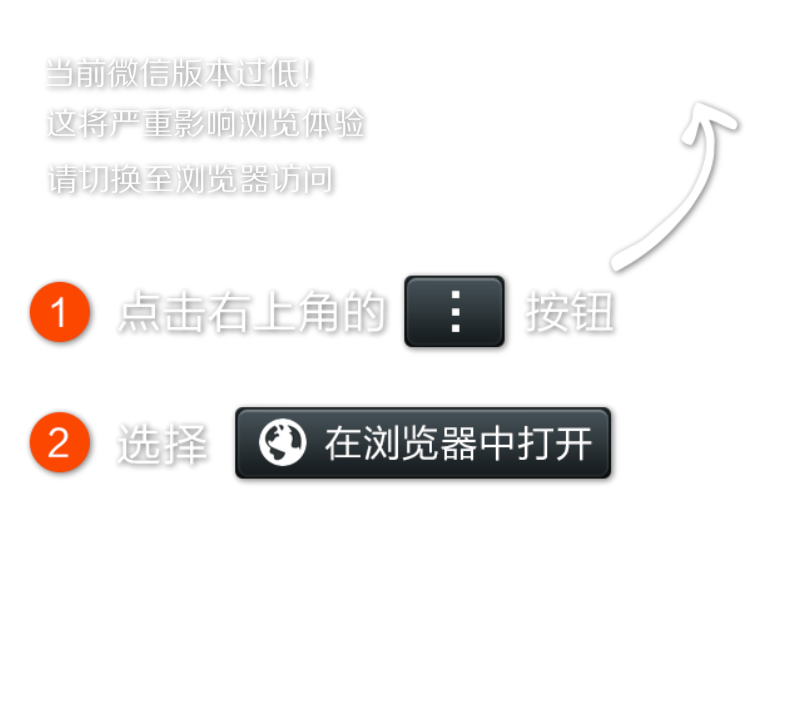 当前微信版本过低！
这将严重影响浏览体验
请切换至浏览器访问
1 点击右上角的 按钮
2 选择 在浏览器中打开